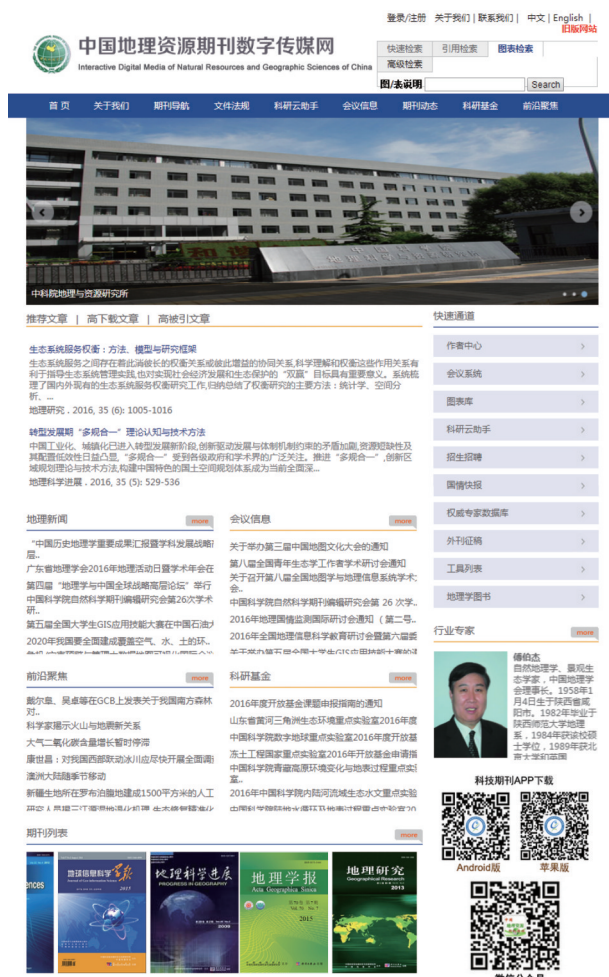 登录/注册 关于我们 | 联系我们 | 中文 | English |
旧版网站
中国地理资源期刊数字传媒网
Interactive Digital Media of Natural Resources and Geographic Sciences of China
快速检索 引用检索 图表检索
高级检索
图/表说明 Search
首 页 关于我们 期刊导航 文件法规 科研云助手 会议信息 期刊动态 科研基金 前沿聚焦
中科院地理与资源研究所
推荐文章 | 高下载文章 | 高被引文章
生态系统服务权衡：方法、模型与研究框架
生态系统服务之间存在着此消彼长的权衡关系或彼此增益的协同关系,科学理解和权衡这些作用关系有
利于指导生态系统管理实践,也对实现社会经济发展和生态保护的“双赢”目标具有重要意义。系统梳
理了国内外现有的生态系统服务权衡研究工作,归纳总结了权衡研究的主要方法：统计学、空间分
析、...
地理研究 . 2016, 35 (6): 1005-1016
转型发展期“多规合一”理论认知与技术方法
中国工业化、城镇化已进入转型发展新阶段,创新驱动发展与体制机制约束的矛盾加剧,资源短缺性及
其配置低效性日益凸显,“多规合一”受到各级政府和学术界的广泛关注。推进“多规合一”,创新区
域规划理论与技术方法,构建中国特色的国土空间规划体系成为当前全面深...
地理科学进展 . 2016, 35 (5): 529-536
快速通道
作者中心
会议系统
图表库
科研云助手
招生招聘
国情快报
权威专家数据库
外刊征稿
工具列表
地理学图书
地理新闻 more
“中国历史地理学重要成果汇报暨学科发展战略
层..
广东省地理学会2016年地理活动日暨学术年会在
第四届“地理学与中国全球战略高层论坛”举行
中国科学院自然科学期刊编辑研究会第26次学术
研..
第五届全国大学生GIS应用技能大赛在中国石油
2020年我国要全面建成覆盖空气、水、土的环..
会议信息 more
关于举办第三届中国地图文化大会的通知
第八届全国青年生态学工作者学术研讨会通知
关于召开第八届全国地图学与地理信息系统学术
会..
中国科学院自然科学期刊编辑研究会第 26 次学..
2016年地理国情监测国际研讨会通知（第二号..
2016年全国地理信息科学教育研讨会暨第六届
关于举办第五届全国大学生GIS应用技能大赛的
行业专家 more
傅伯杰
自然地理学、景观生
态学家，中国地理学
会理事长。1958年1
月4日生于陕西省咸
阳市。1982年毕业于
陕西师范大学地理
系，1984年获该校硕
士学位，1989年获北
京大学和英国
前沿聚焦
戴尔阜、吴卓等在GCB上发表关于我国南方森林
对..
科学家揭示火山与地震新关系
大气二氧化碳含量增长暂时停滞
康世昌：对我国西部跃动冰川应尽快开展全面调
澳洲大陆随季节移动
新疆生地所在罗布泊腹地建成1500平方米的人工
科研基金 more
2016年度开放基金课题申报指南的通知
山东省黄河三角洲生态环境重点实验室2016年度
中国科学院数字地球重点实验室2016年度开放基
冻土工程国家重点实验室2016年开放基金申请指
中国科学院青藏高原环境变化与地表过程重点实
室..
2016年中国科学院内陆河流域生态水文重点实验
科技期刊APP下载
Android版 苹果版
微信公众号
期刊列表 more
ences
地球信息科学学报
2015
地理科学进展
PROGRESS IN GEOGRAPHY
2009
地理学报
Acta Geographica Sinica
2015
地理研究
Geographical Research
2013